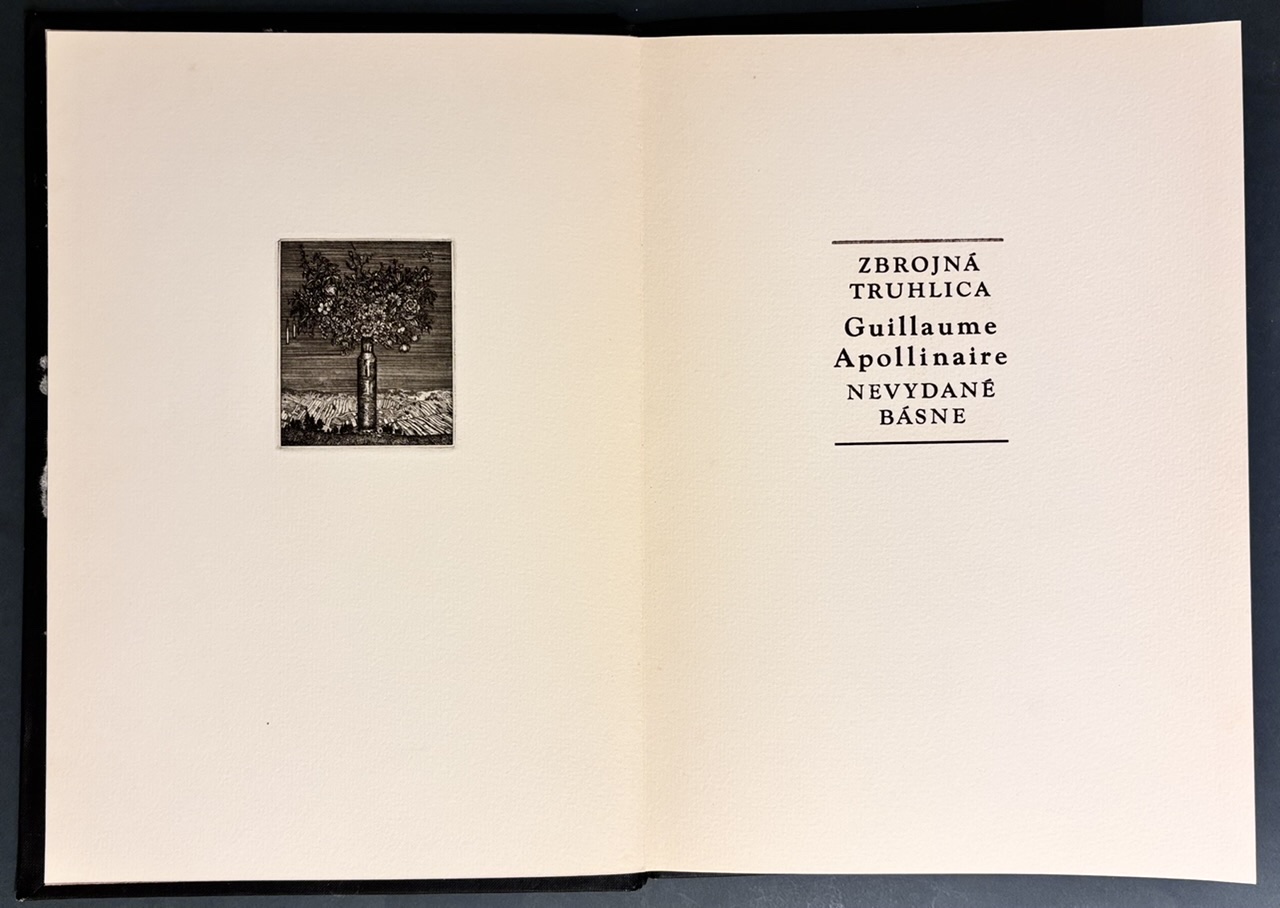 ZBROJNÁ
TRUHLICA
Guillaume
Apollinaire
NEVYDANÉ
BÁSNE